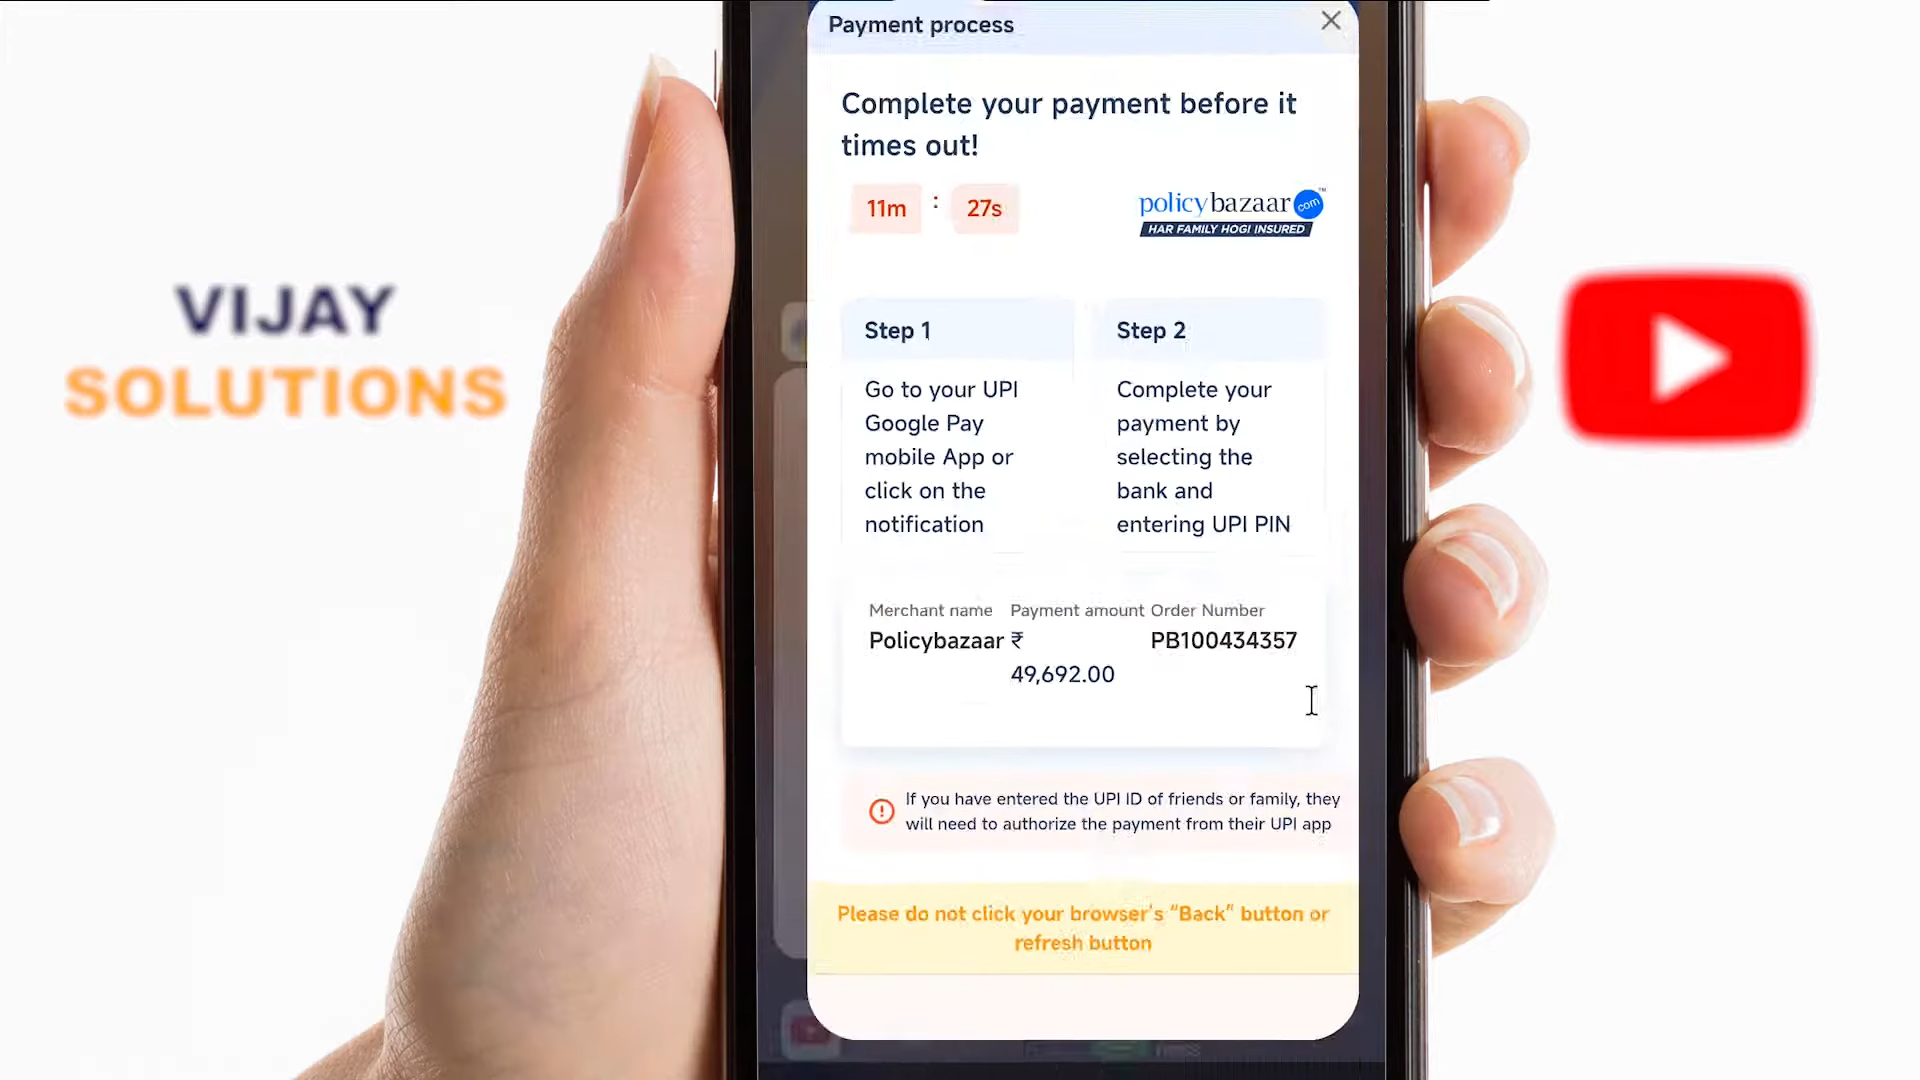 Payment process
Complete your payment before it
times out!
11m : 27s
policybazaar com ™
HAR FAMILY HOGI INSURED
VIJAY
SOLUTIONS
Step 1
Go to your UPI
Google Pay
mobile App or
click on the
notification
Step 2
Complete your
payment by
selecting the
bank and
entering UPI PIN
Merchant name Payment amount Order Number
Policybazaar ₹ PB100434357
49,692.00
If you have entered the UPI ID of friends or family, they
will need to authorize the payment from their UPI app
Please do not click your browser's “Back” button or
refresh button